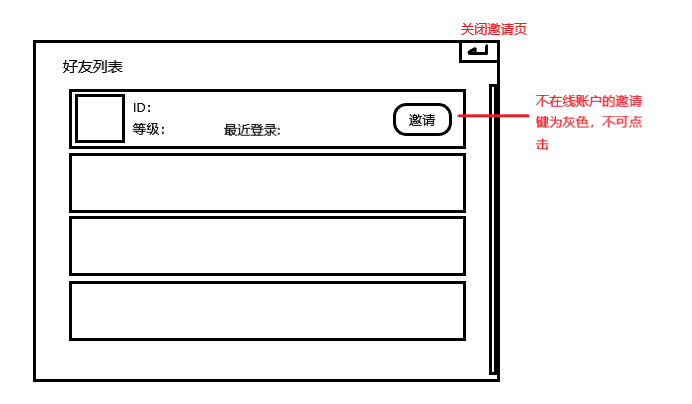 关闭邀请页
好友列表
ID：
等级：
最近登录:
邀请
不在线账户的邀请
键为灰色，不可点
击